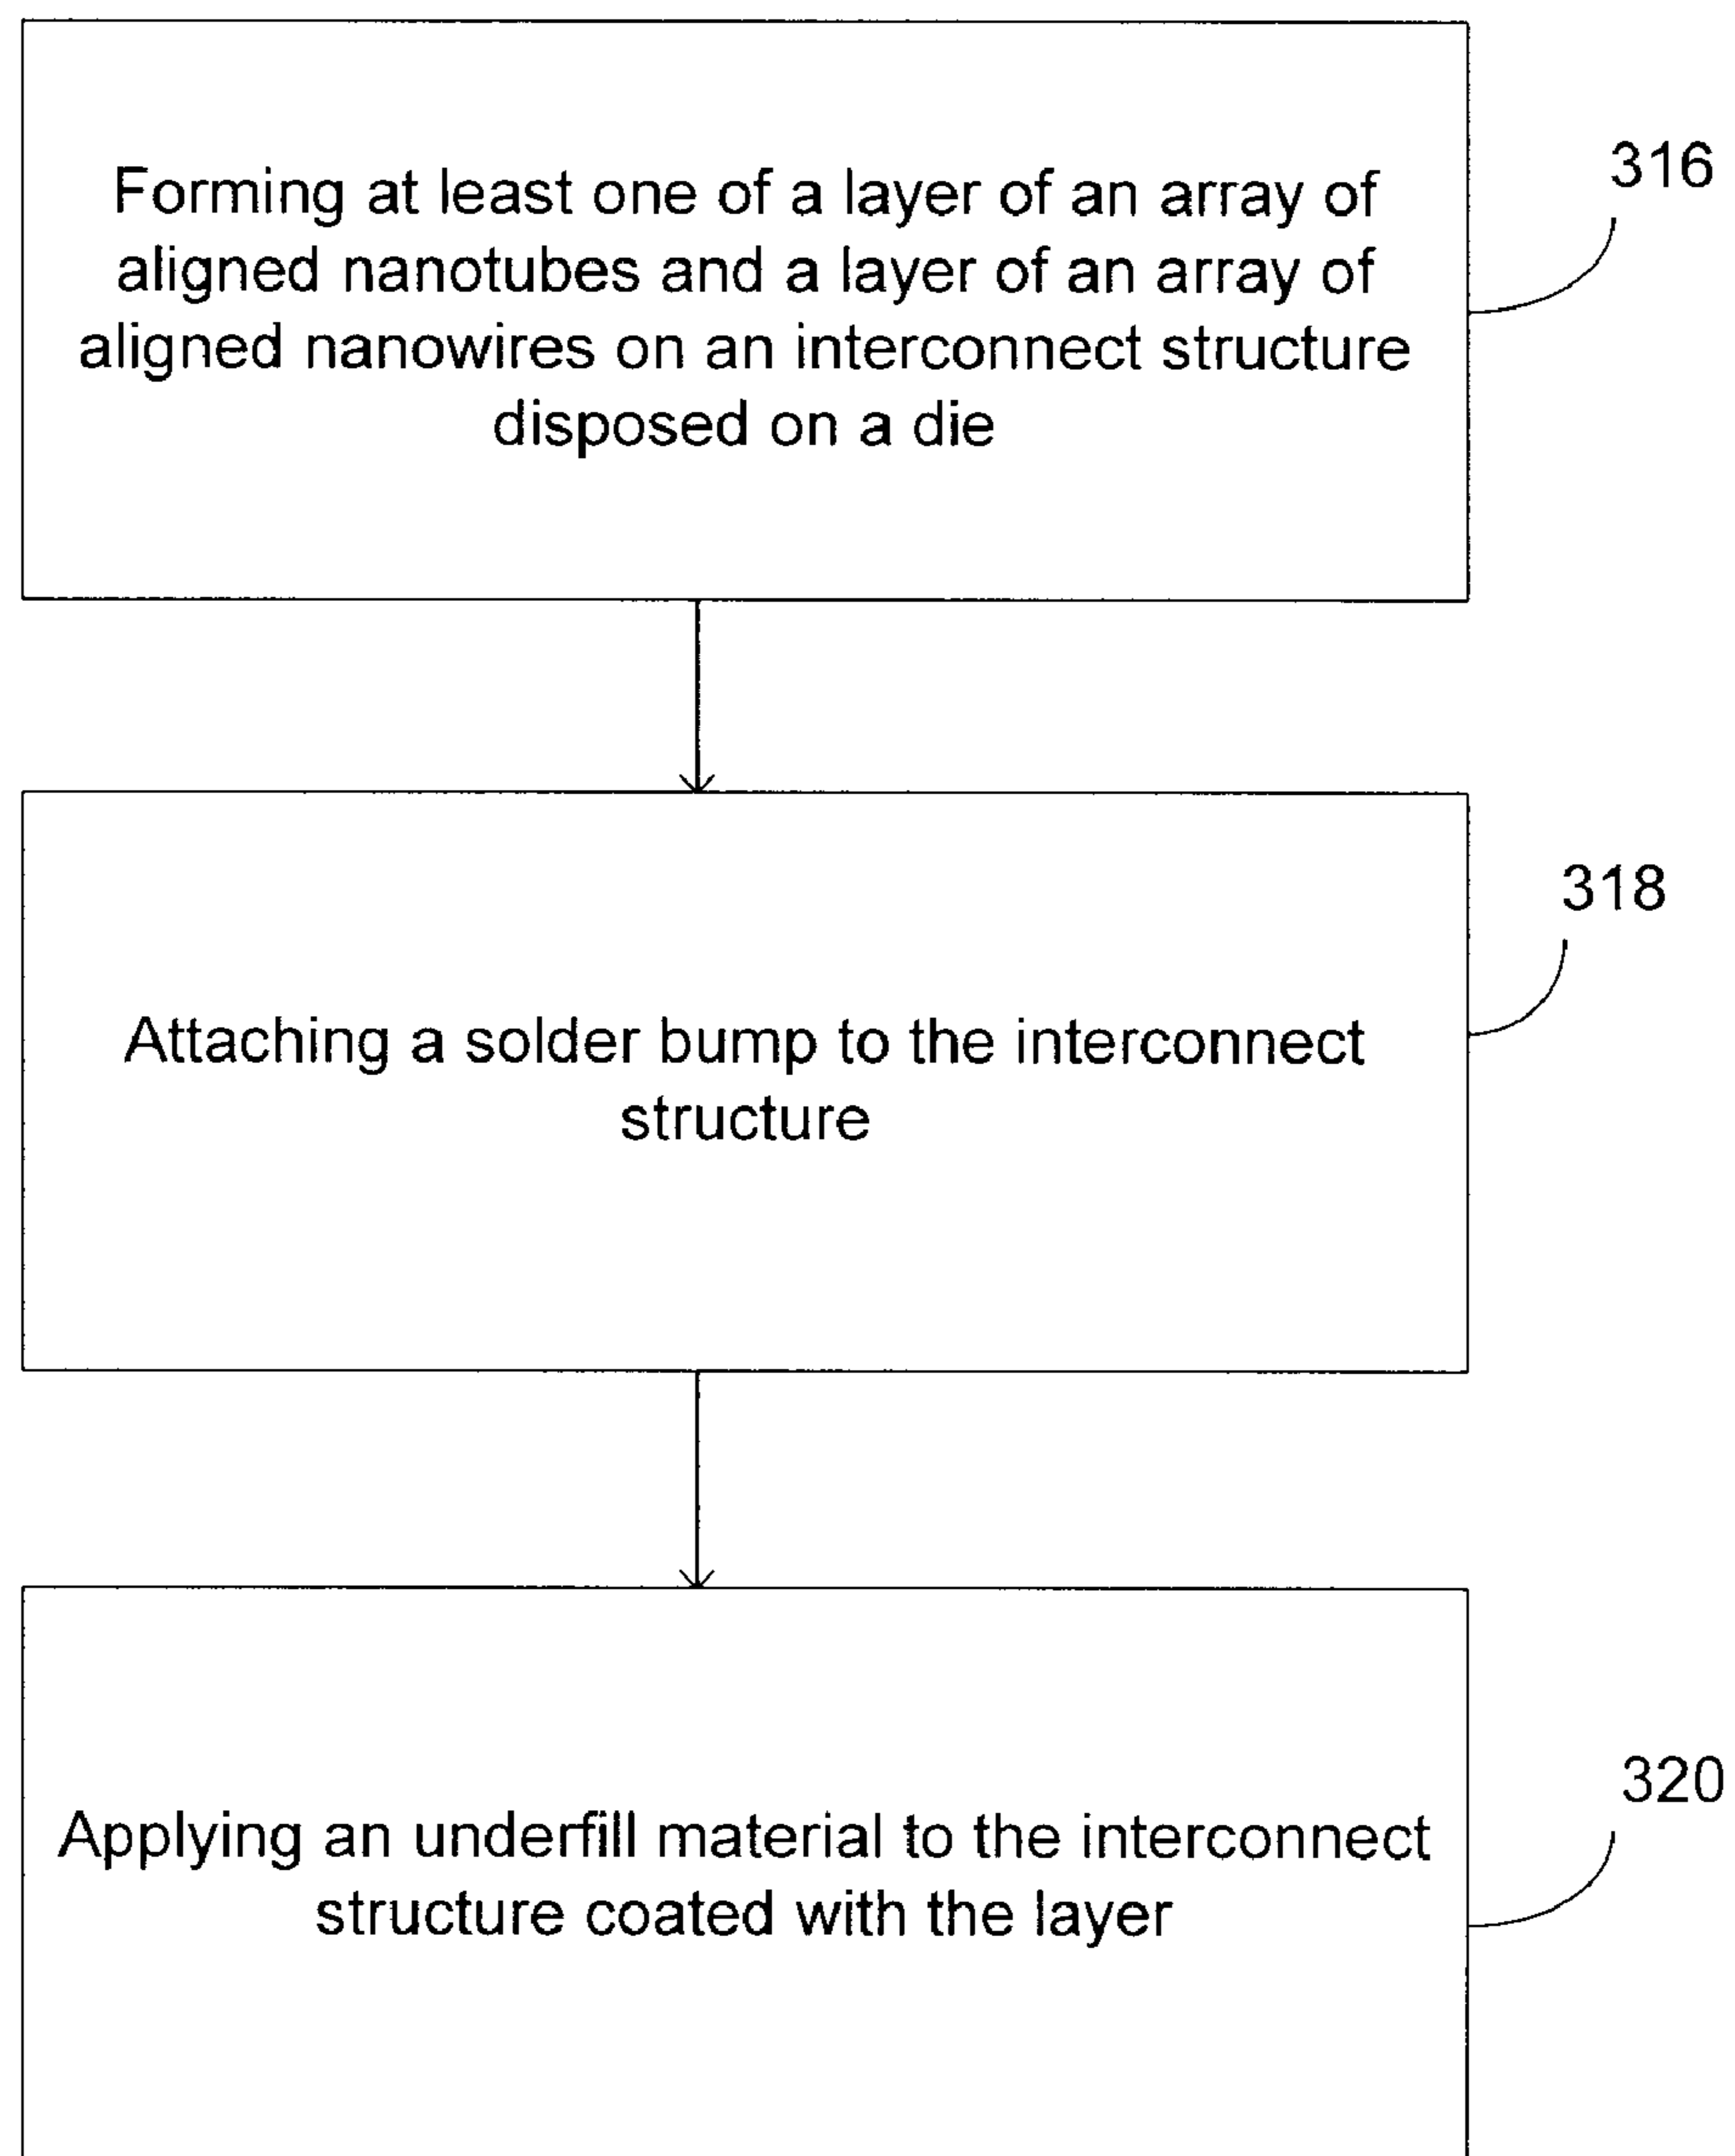 Forming at least one of a layer of an array of
aligned nanotubes and a layer of an array of
aligned nanowires on an interconnect structure
disposed on a die
316
Attaching a solder bump to the interconnect
structure
318
Applying an underfill material to the interconnect
structure coated with the layer
320